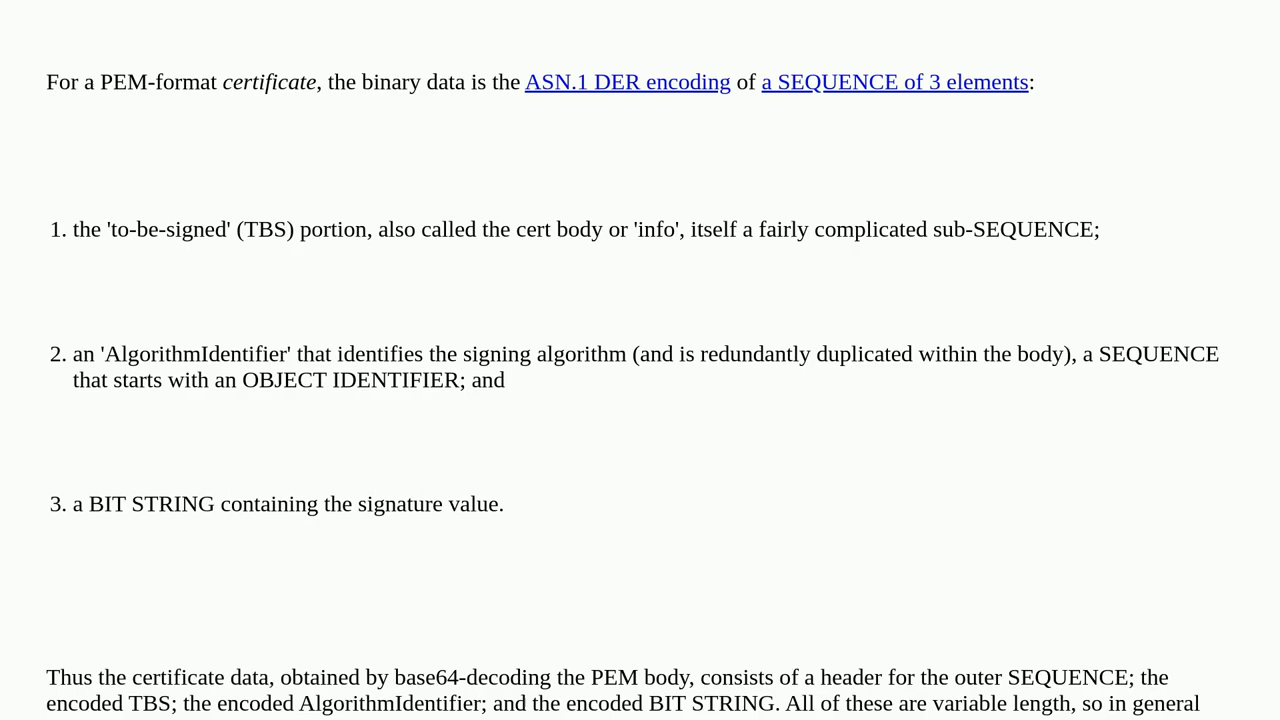 For a PEM-format certificate, the binary data is the ASN.1 DER encoding of a SEQUENCE of 3 elements:
1. the 'to-be-signed' (TBS) portion, also called the cert body or 'info', itself a fairly complicated sub-SEQUENCE;
2. an 'AlgorithmIdentifier' that identifies the signing algorithm (and is redundantly duplicated within the body), a SEQUENCE
that starts with an OBJECT IDENTIFIER; and
3. a BIT STRING containing the signature value.
Thus the certificate data, obtained by base64-decoding the PEM body, consists of a header for the outer SEQUENCE; the
encoded TBS; the encoded AlgorithmIdentifier; and the encoded BIT STRING. All of these are variable length, so in general